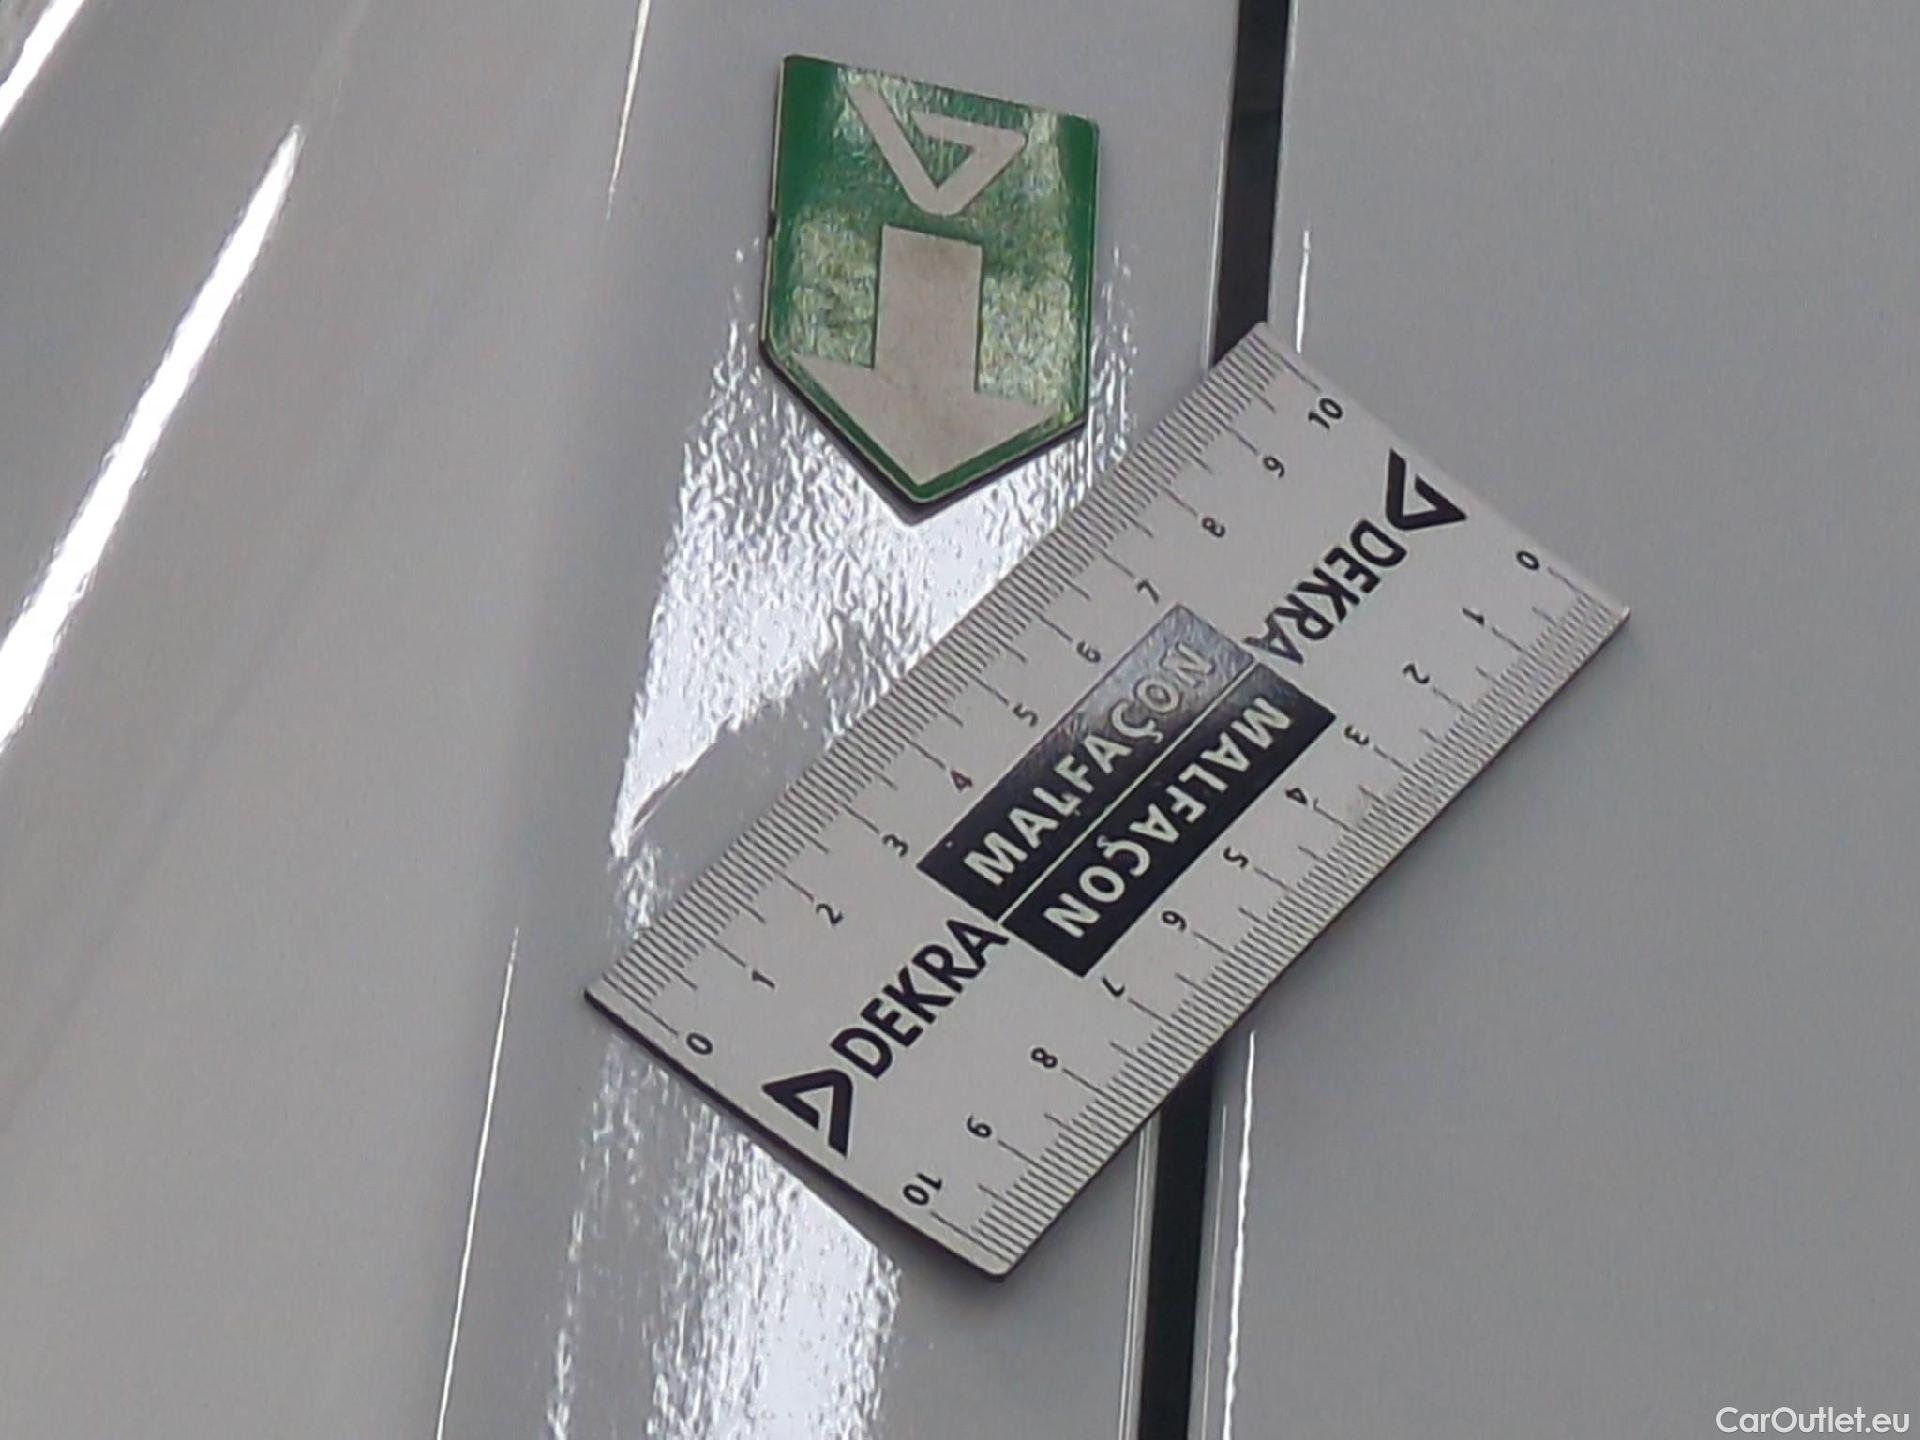 0 1 2 3 4 5 6 7 8 9 10
DEKRA
MALFAÇON
MALFAÇON
DEKRA
0 1 2 3 4 5 6 7 8 9 10
CarOutlet.eu